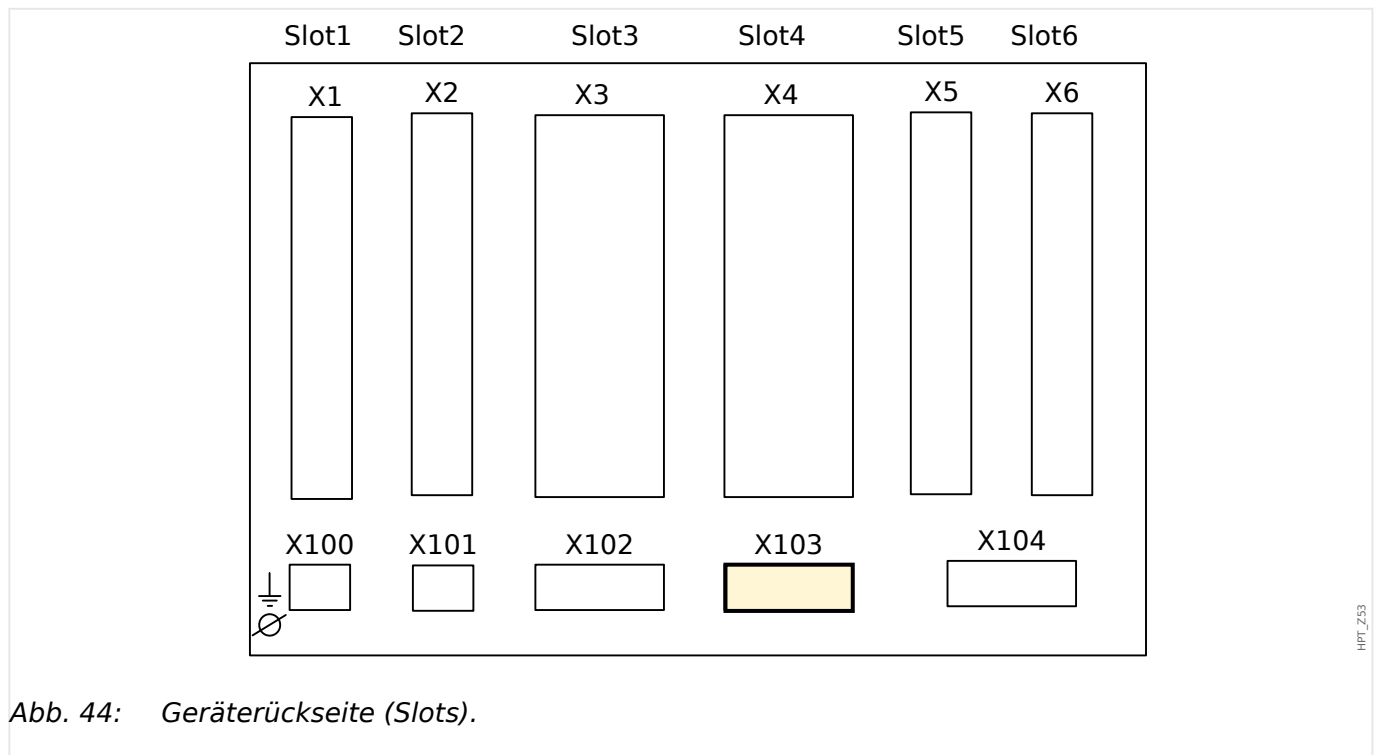 Slot1 Slot2 Slot3 Slot4 Slot5 Slot6
X1 X2 X3 X4 X5 X6
X100 X101 X102 X103 X104
HPT_Z53
Abb. 44: Geräterückseite (Slots).